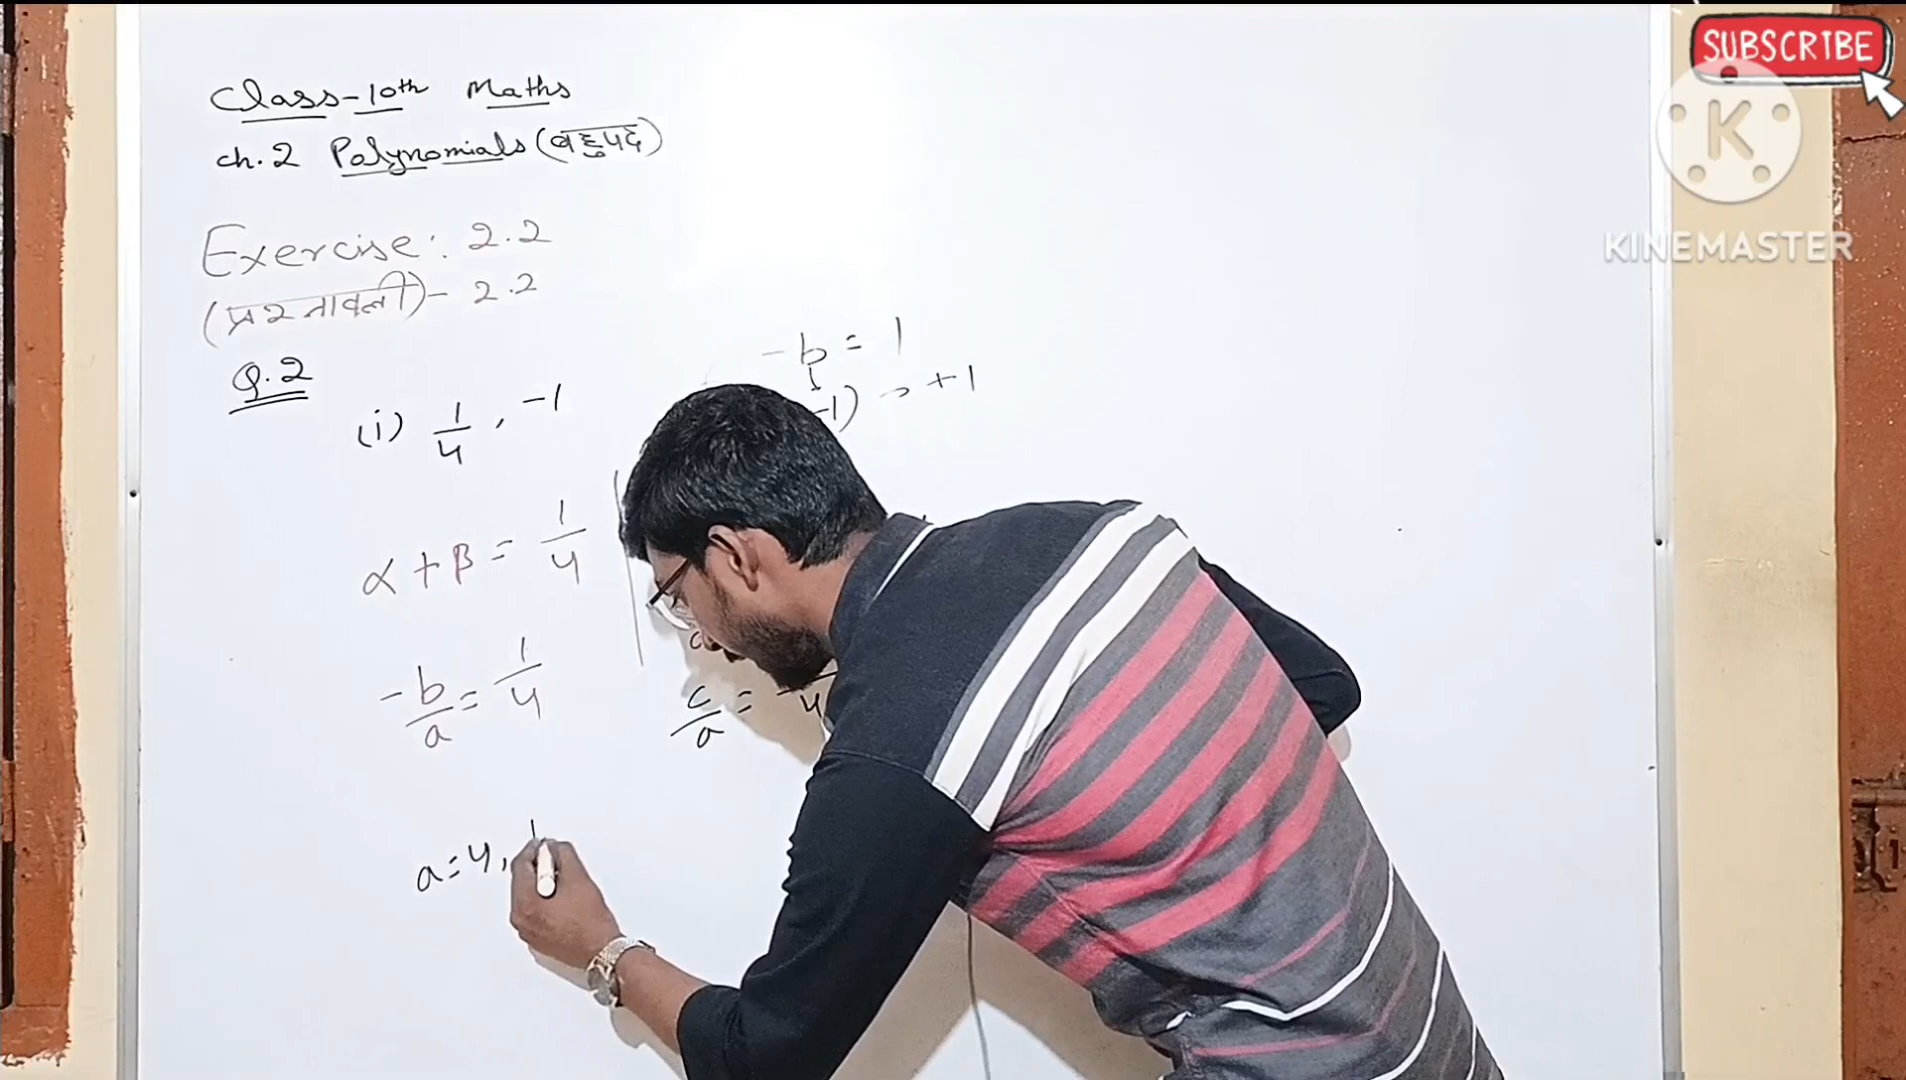 SUBSCRIBE
K
KINEMASTER
Class-10th Maths
ch.2 Polynomials (बहुपद)
Exercise: 2.2
(प्रश्नावली)- 2.2
Q.2
(i) 1/4, -1
-b = 1
-1) → +1
α + β = 1/4
-b/a = 1/4
c/a =
4
a=4,